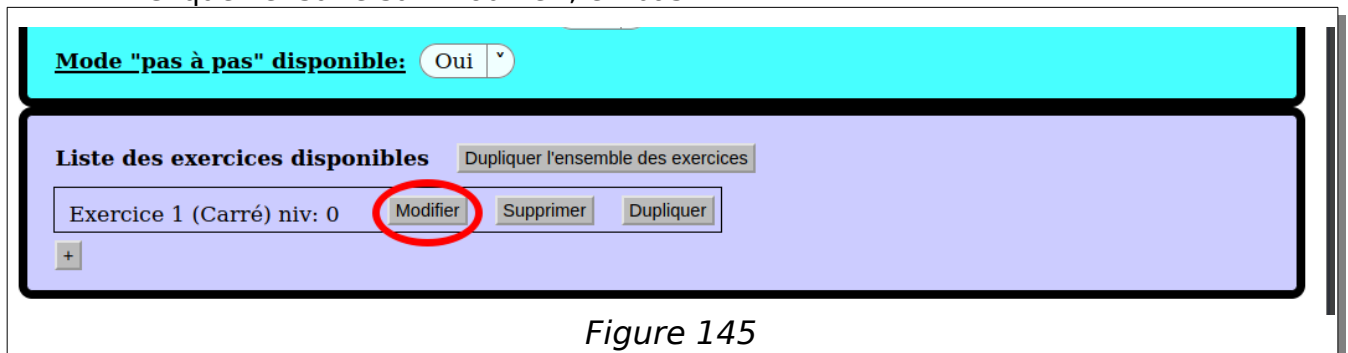 Mode "pas à pas" disponible: Oui
Liste des exercices disponibles Dupliquer l'ensemble des exercices
Exercice 1 (Carré) niv: 0 Modifier Supprimer Dupliquer
+
Figure 145